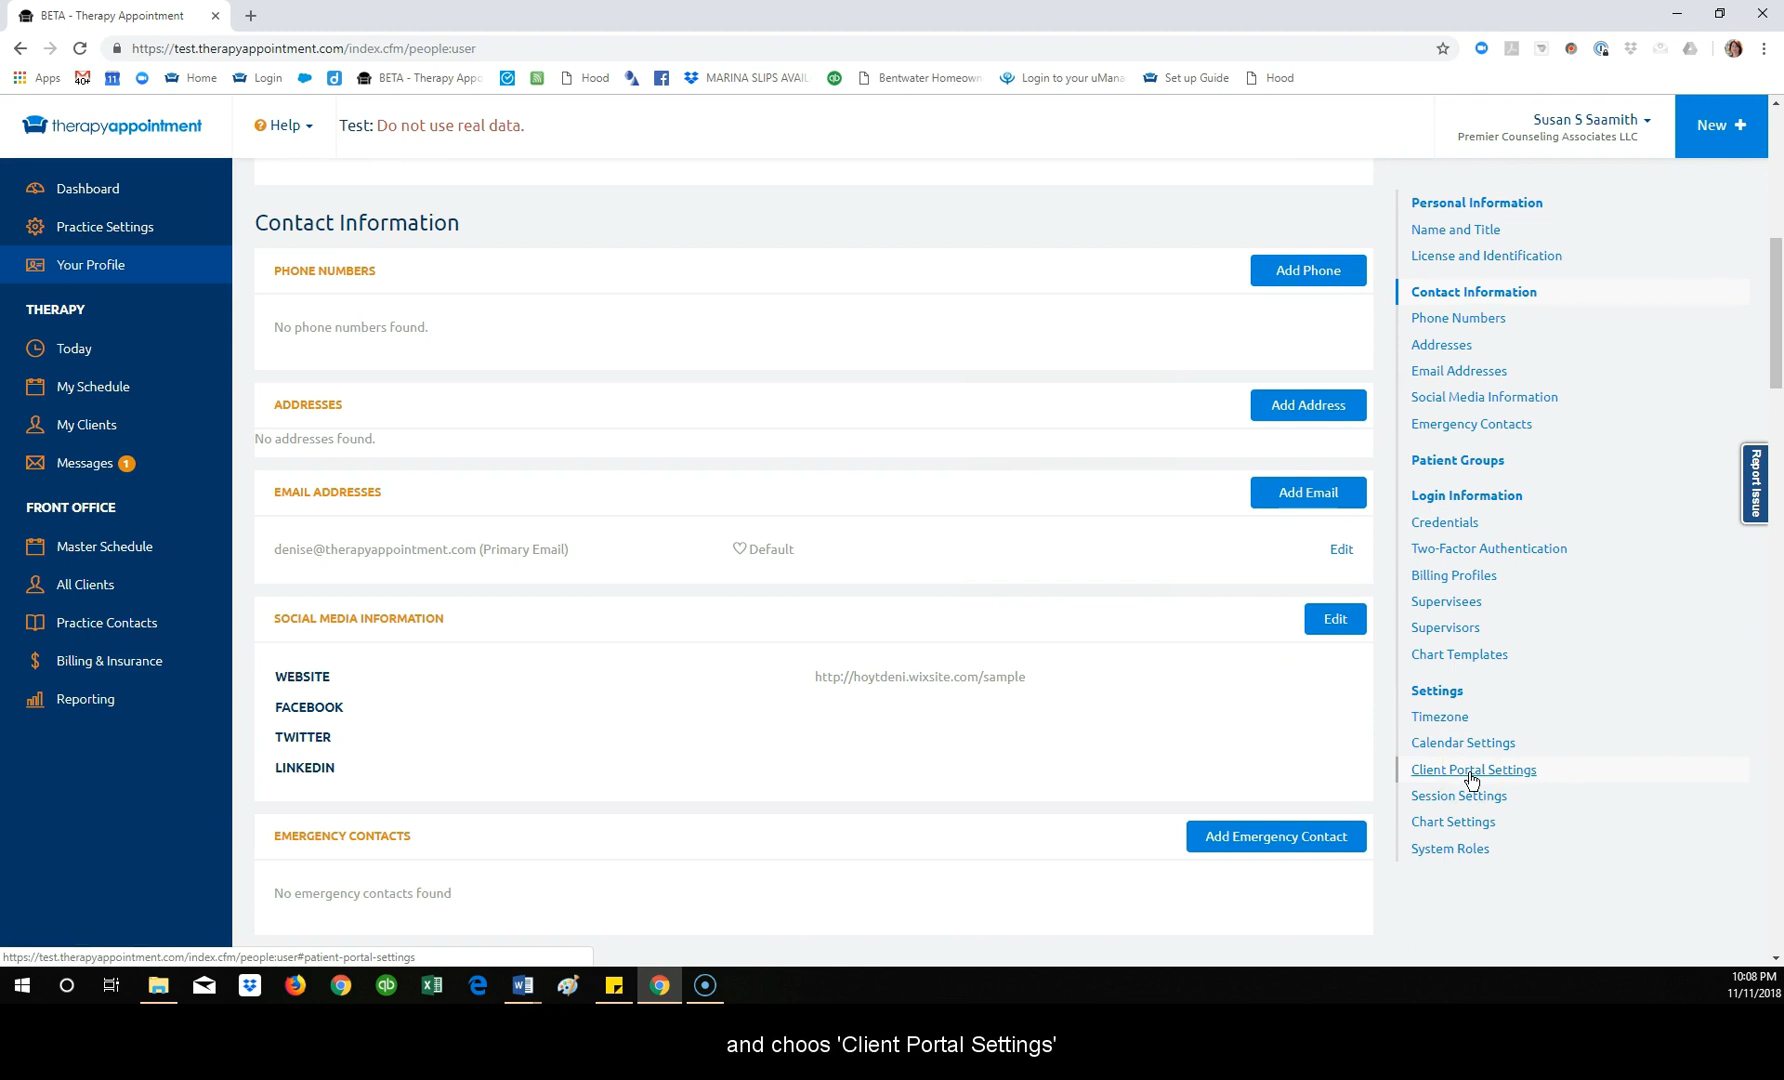 BETA - Therapy Appointment
https://test.therapyappointment.com/index.cfm/people:user
Apps
40+
11
Home
Login
BETA - Therapy Appo
Hood
MARINA SLIPS AVAIL
Bentwater Homeown
Login to your uMana
Set up Guide
Hood
therapyappointment
Help
Test: Do not use real data.
Susan S Saamith
Premier Counseling Associates LLC
New +
Dashboard
Practice Settings
Your Profile
THERAPY
Today
My Schedule
My Clients
Messages 1
FRONT OFFICE
Master Schedule
All Clients
Practice Contacts
Billing & Insurance
Reporting
Contact Information
PHONE NUMBERS
Add Phone
No phone numbers found.
ADDRESSES
Add Address
No addresses found.
EMAIL ADDRESSES
Add Email
denise@therapyappointment.com (Primary Email)
Default
Edit
SOCIAL MEDIA INFORMATION
Edit
WEBSITE
http://hoytdeni.wixsite.com/sample
FACEBOOK
TWITTER
LINKEDIN
EMERGENCY CONTACTS
Add Emergency Contact
No emergency contacts found
Personal Information
Name and Title
License and Identification
Contact Information
Phone Numbers
Addresses
Email Addresses
Social Media Information
Emergency Contacts
Patient Groups
Login Information
Credentials
Two-Factor Authentication
Billing Profiles
Supervisees
Supervisors
Chart Templates
Settings
Timezone
Calendar Settings
Client Portal Settings
Session Settings
Chart Settings
System Roles
Report Issue
https://test.therapyappointment.com/index.cfm/people:user#patient-portal-settings
10:08 PM
11/11/2018
and choos 'Client Portal Settings'